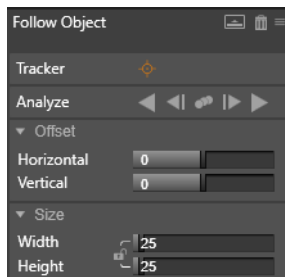 Follow Object
Tracker
Analyze
Offset
Horizontal 0
Vertical 0
Size
Width 25
Height 25